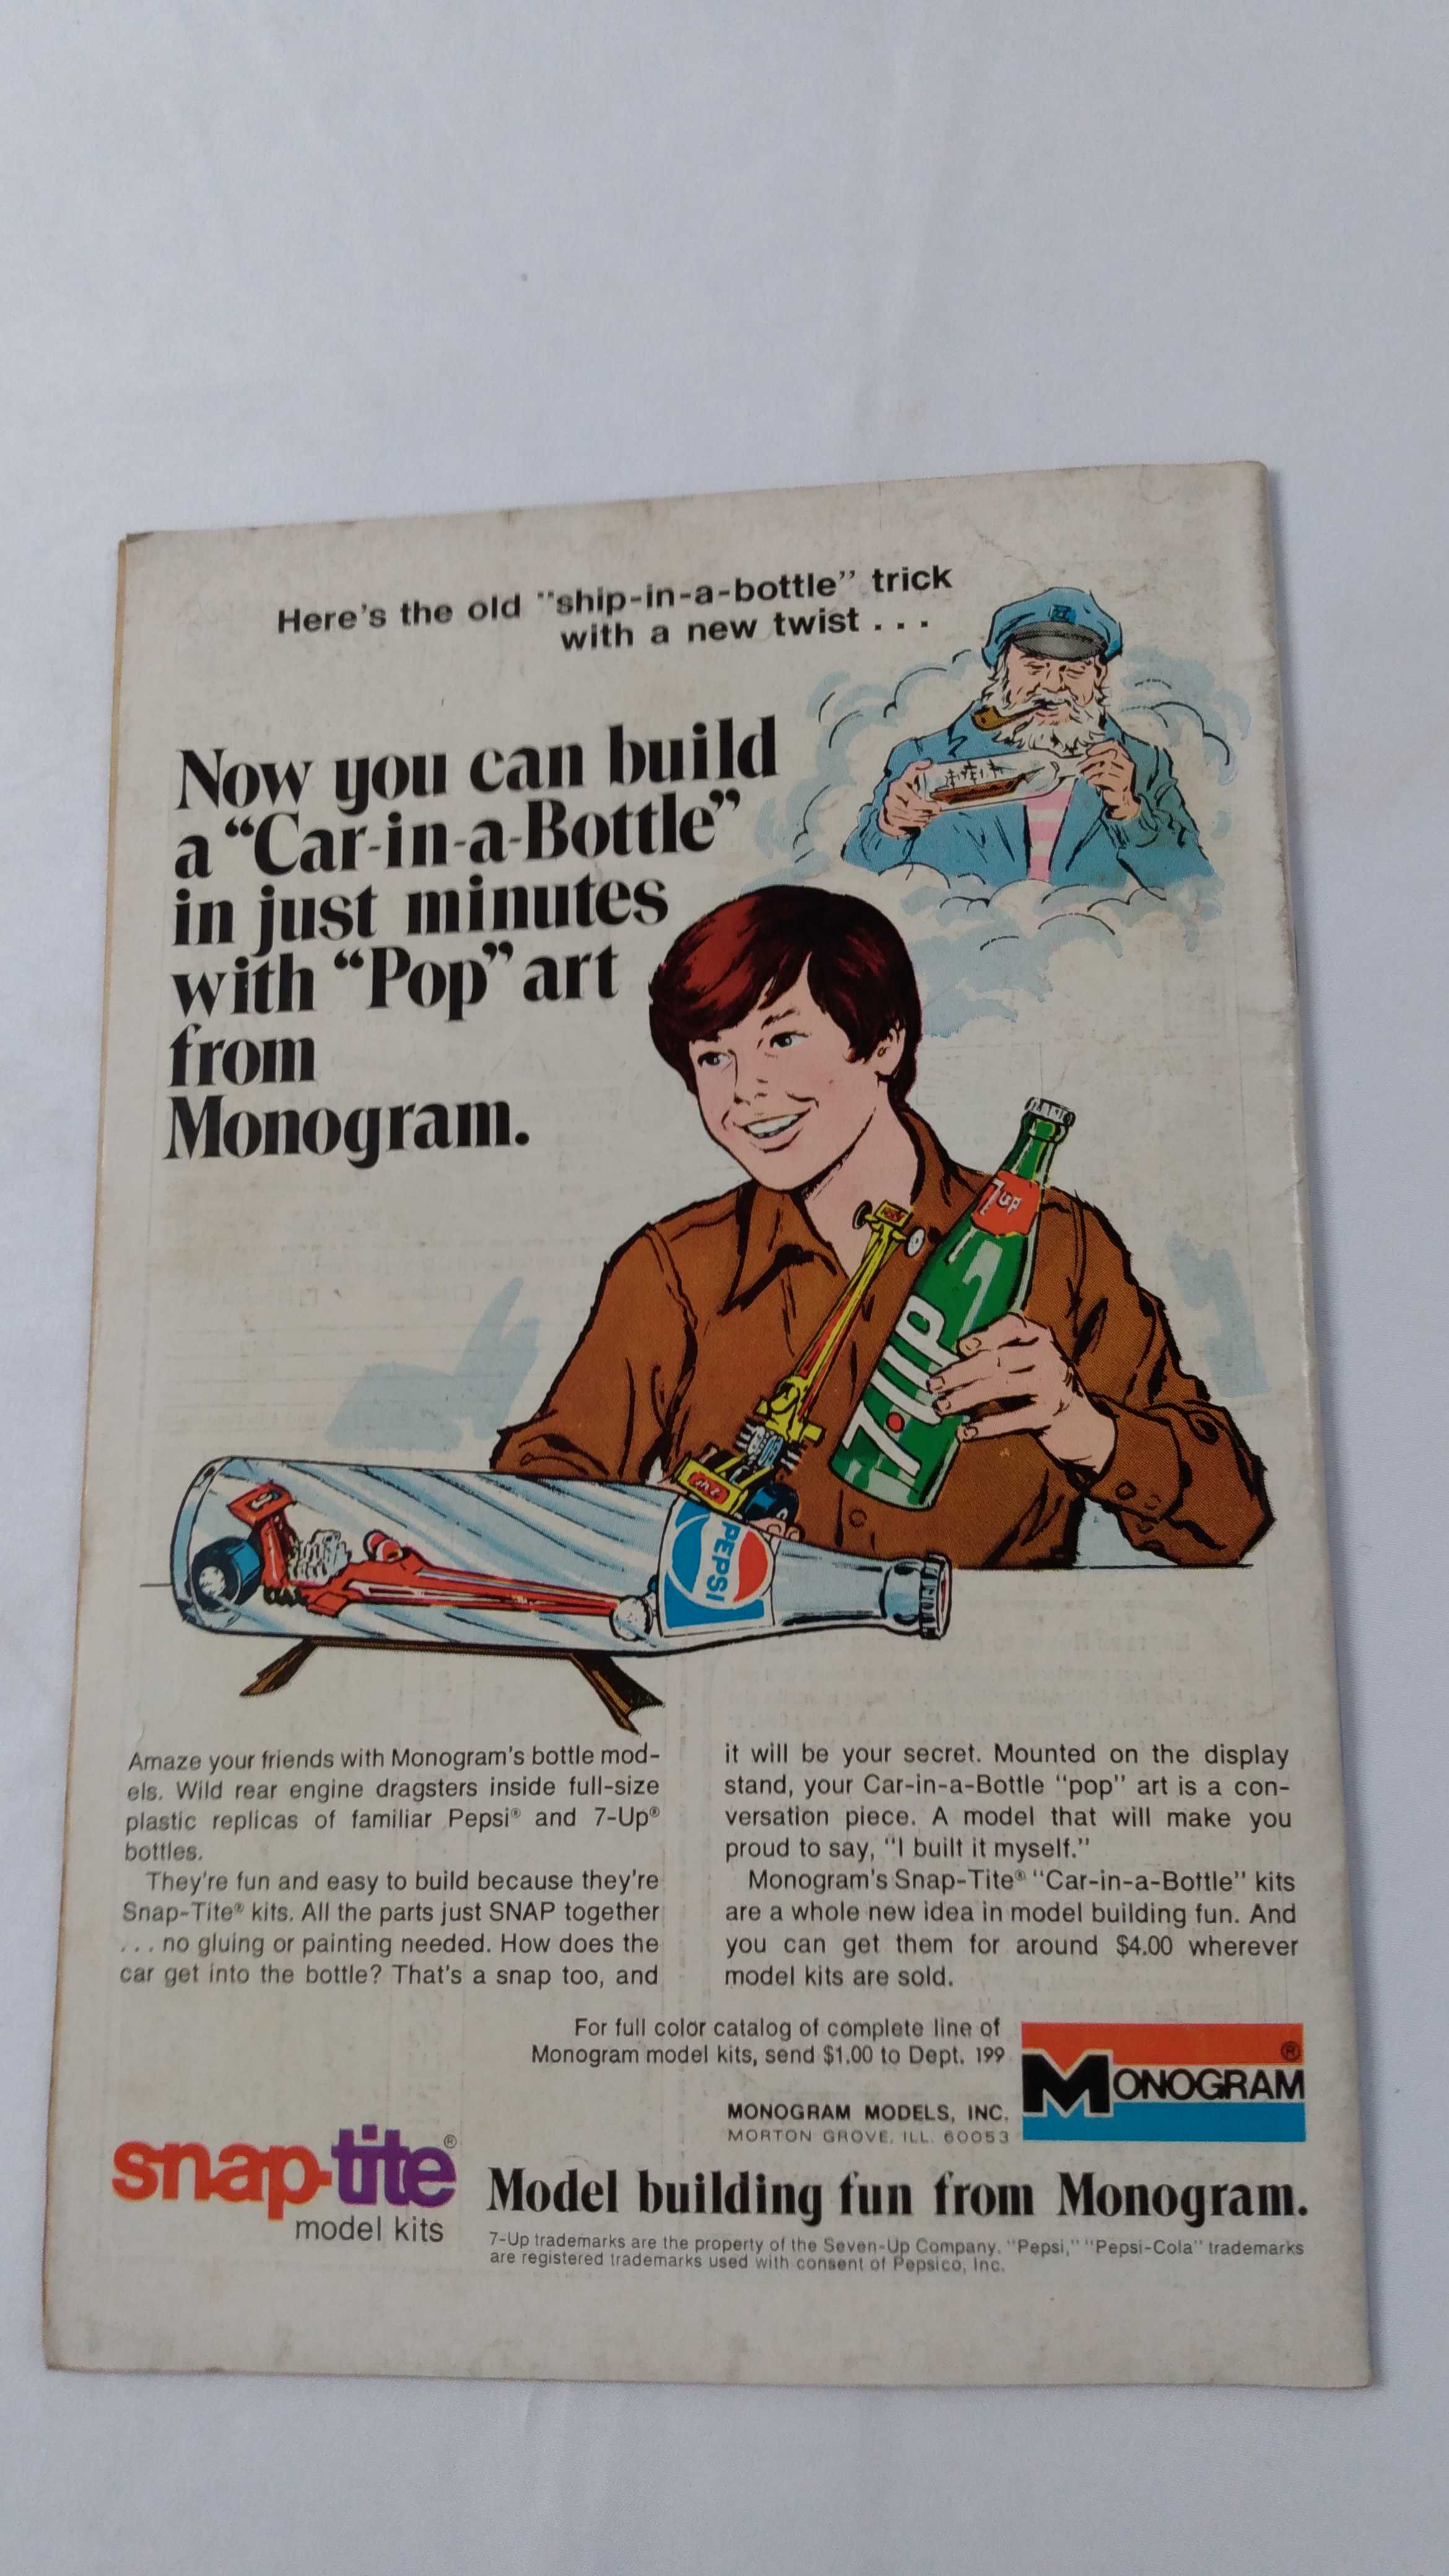 Here's the old "ship-in-a-bottle" trick
with a new twist . . .
Now you can build
a “Car-in-a-Bottle”
in just minutes
with “Pop” art
from
Monogram.
7up
7·UP
PEPSI
Amaze your friends with Monogram's bottle mod-
els. Wild rear engine dragsters inside full-size
plastic replicas of familiar Pepsi® and 7-Up®
bottles.
They're fun and easy to build because they're
Snap-Tite® kits. All the parts just SNAP together
... no gluing or painting needed. How does the
car get into the bottle? That's a snap too, and
it will be your secret. Mounted on the display
stand, your Car-in-a-Bottle "pop" art is a con-
versation piece. A model that will make you
proud to say, "I built it myself."
Monogram's Snap-Tite® "Car-in-a-Bottle" kits
are a whole new idea in model building fun. And
you can get them for around $4.00 wherever
model kits are sold.
For full color catalog of complete line of
Monogram model kits, send $1.00 to Dept. 199
MONOGRAM MODELS, INC.
MORTON GROVE, ILL. 60053
MONOGRAM®
snap-tite®
model kits
Model building fun from Monogram.
7-Up trademarks are the property of the Seven-Up Company. "Pepsi," "Pepsi-Cola" trademarks
are registered trademarks used with consent of Pepsico, Inc.